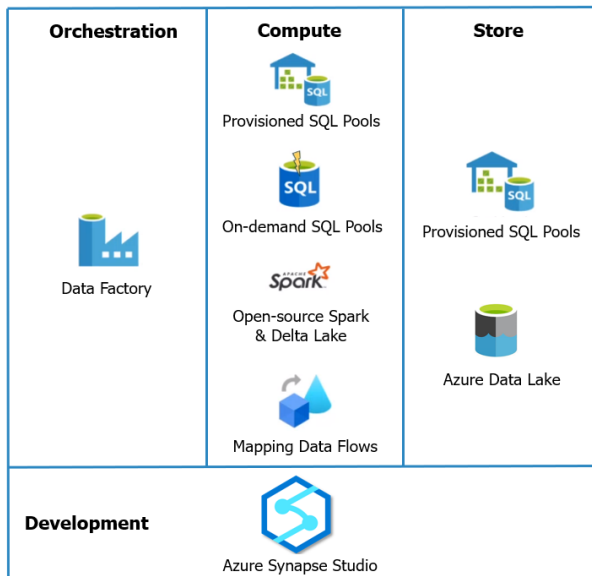 Orchestration
Compute
Store
SQL
Provisioned SQL Pools
SQL
On-demand SQL Pools
APACHE
Spark
Open-source Spark
& Delta Lake
Mapping Data Flows
Data Factory
SQL
Provisioned SQL Pools
Azure Data Lake
Development
Azure Synapse Studio